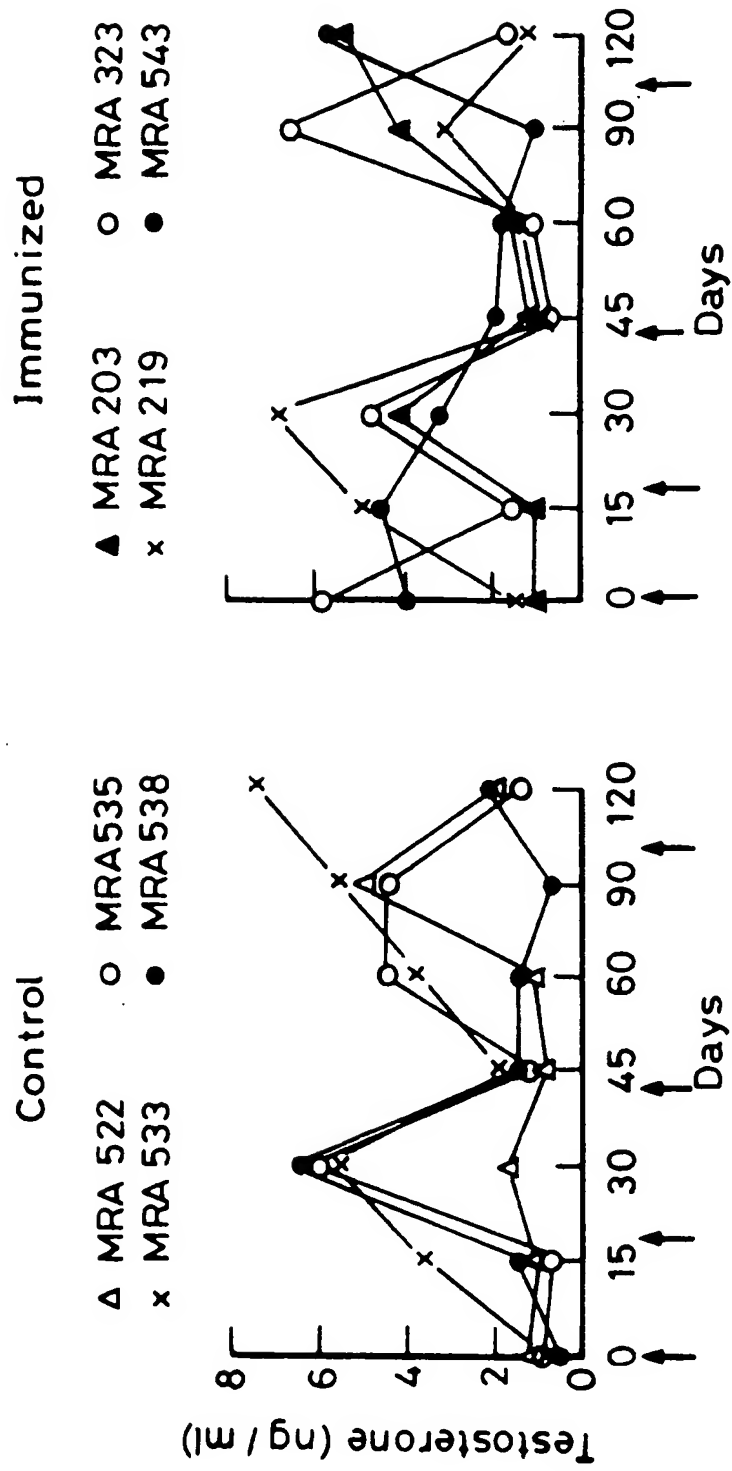 Control
△ MRA 522 ○ MRA535
× MRA 533 ● MRA 538
Testosterone (ng / ml)
8
6
4
2
0
0 15 30 45 60 90 120
Days
Immunized
▲ MRA 203 ○ MRA 323
× MRA 219 ● MRA 543
0 15 30 45 60 90 120
Days